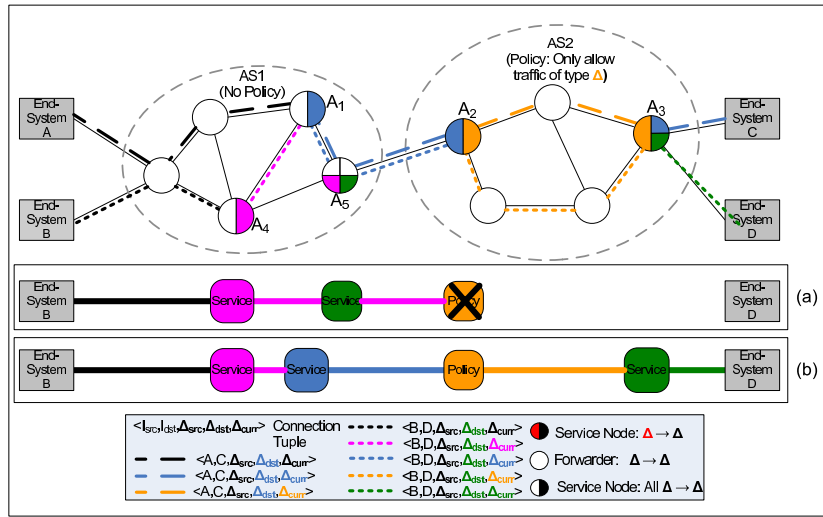 AS1
(No Policy)
AS2
(Policy: Only allow
traffic of type Δ)
End-
System
A
End-
System
B
A1
A2
A3
A4
A5
End-
System
C
End-
System
D
End-
System
B
Service
Service
Policy
End-
System
D
(a)
End-
System
B
Service
Service
Policy
Service
End-
System
D
(b)
<Isrc,Idst,Δsrc,Δdst,Δcurr> Connection
Tuple
<A,C,Δsrc,Δdst,Δcurr>
<A,C,Δsrc,Δdst,Δcurr>
<A,C,Δsrc,Δdst,Δcurr>
<B,D,Δsrc,Δdst,Δcurr>
<B,D,Δsrc,Δdst,Δcurr>
<B,D,Δsrc,Δdst,Δcurr>
<B,D,Δsrc,Δdst,Δcurr>
<B,D,Δsrc,Δdst,Δcurr>
Service Node: Δ → Δ
Forwarder: Δ → Δ
Service Node: All Δ → Δ